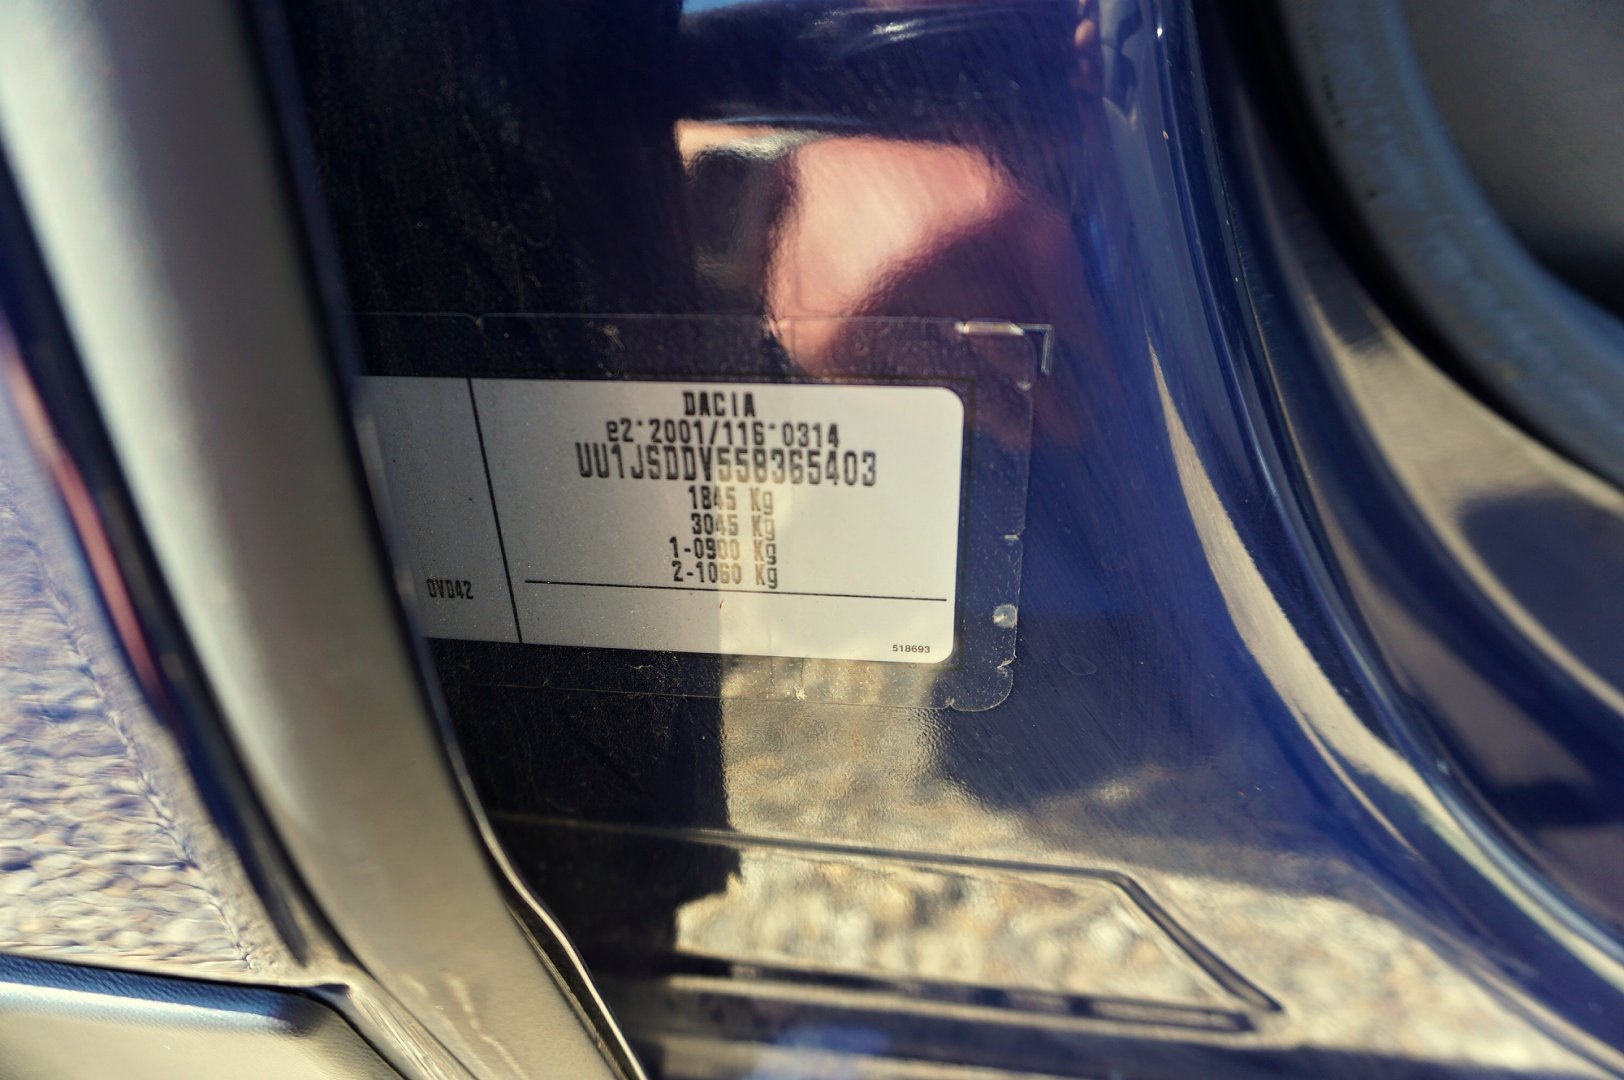 DACIA
e2*2001/116*0314
UU1JSDDV558365403
1845 Kg
3045 Kg
1-0900 Kg
2-1060 Kg
OVD42
518693